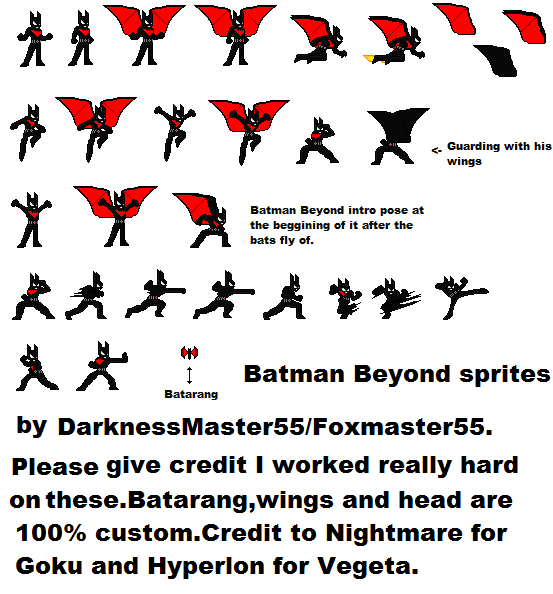 <- Guarding with his
wings
Batman Beyond intro pose at
the beggining of it after the
bats fly of.
Batarang
Batman Beyond sprites
by DarknessMaster55/Foxmaster55.
Please give credit I worked really hard
on these.Batarang,wings and head are
100% custom.Credit to Nightmare for
Goku and Hyperlon for Vegeta.